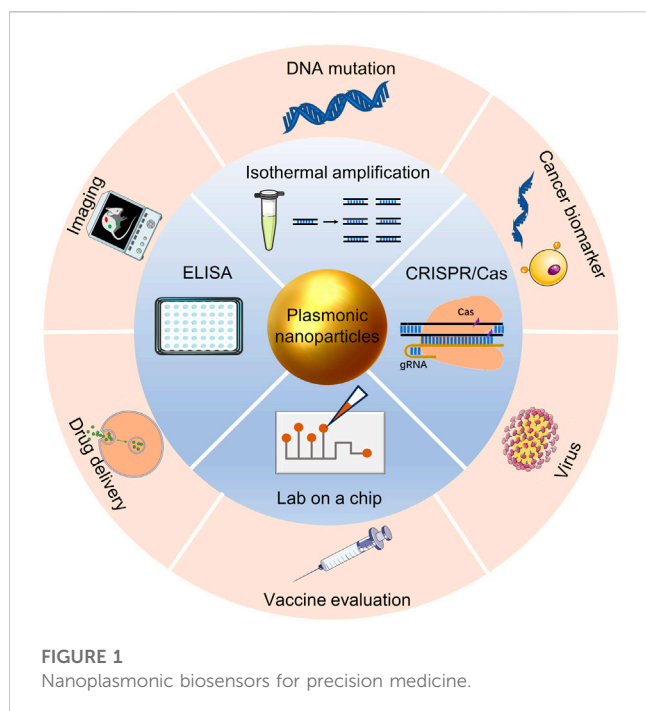 DNA mutation
Imaging
Cancer biomarker
Isothermal amplification
ELISA
CRISPR/Cas
Plasmonic
nanoparticles
Cas
gRNA
Drug delivery
Virus
Lab on a chip
Vaccine evaluation
FIGURE 1
Nanoplasmonic biosensors for precision medicine.